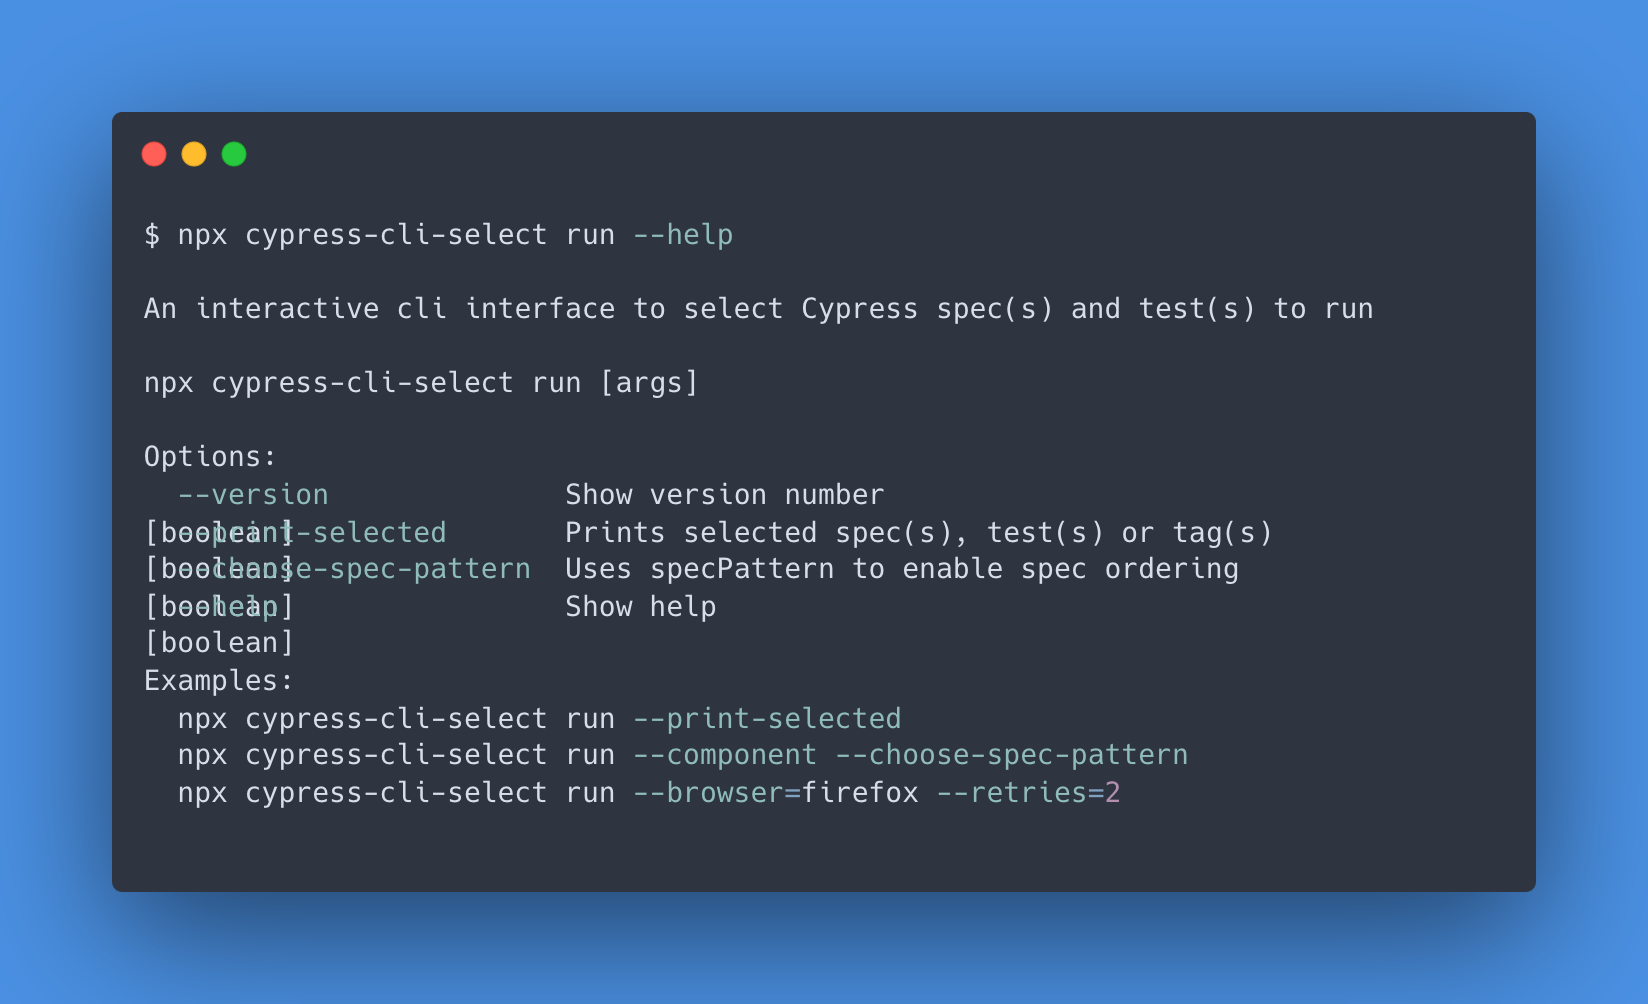 $ npx cypress-cli-select run --help
An interactive cli interface to select Cypress spec(s) and test(s) to run
npx cypress-cli-select run [args]
Options:
--version Show version number
[boolean]
--print-selected Prints selected spec(s), test(s) or tag(s)
[boolean]
--choose-spec-pattern Uses specPattern to enable spec ordering
[boolean]
--help Show help
[boolean]
Examples:
npx cypress-cli-select run --print-selected
npx cypress-cli-select run --component --choose-spec-pattern
npx cypress-cli-select run --browser=firefox --retries=2